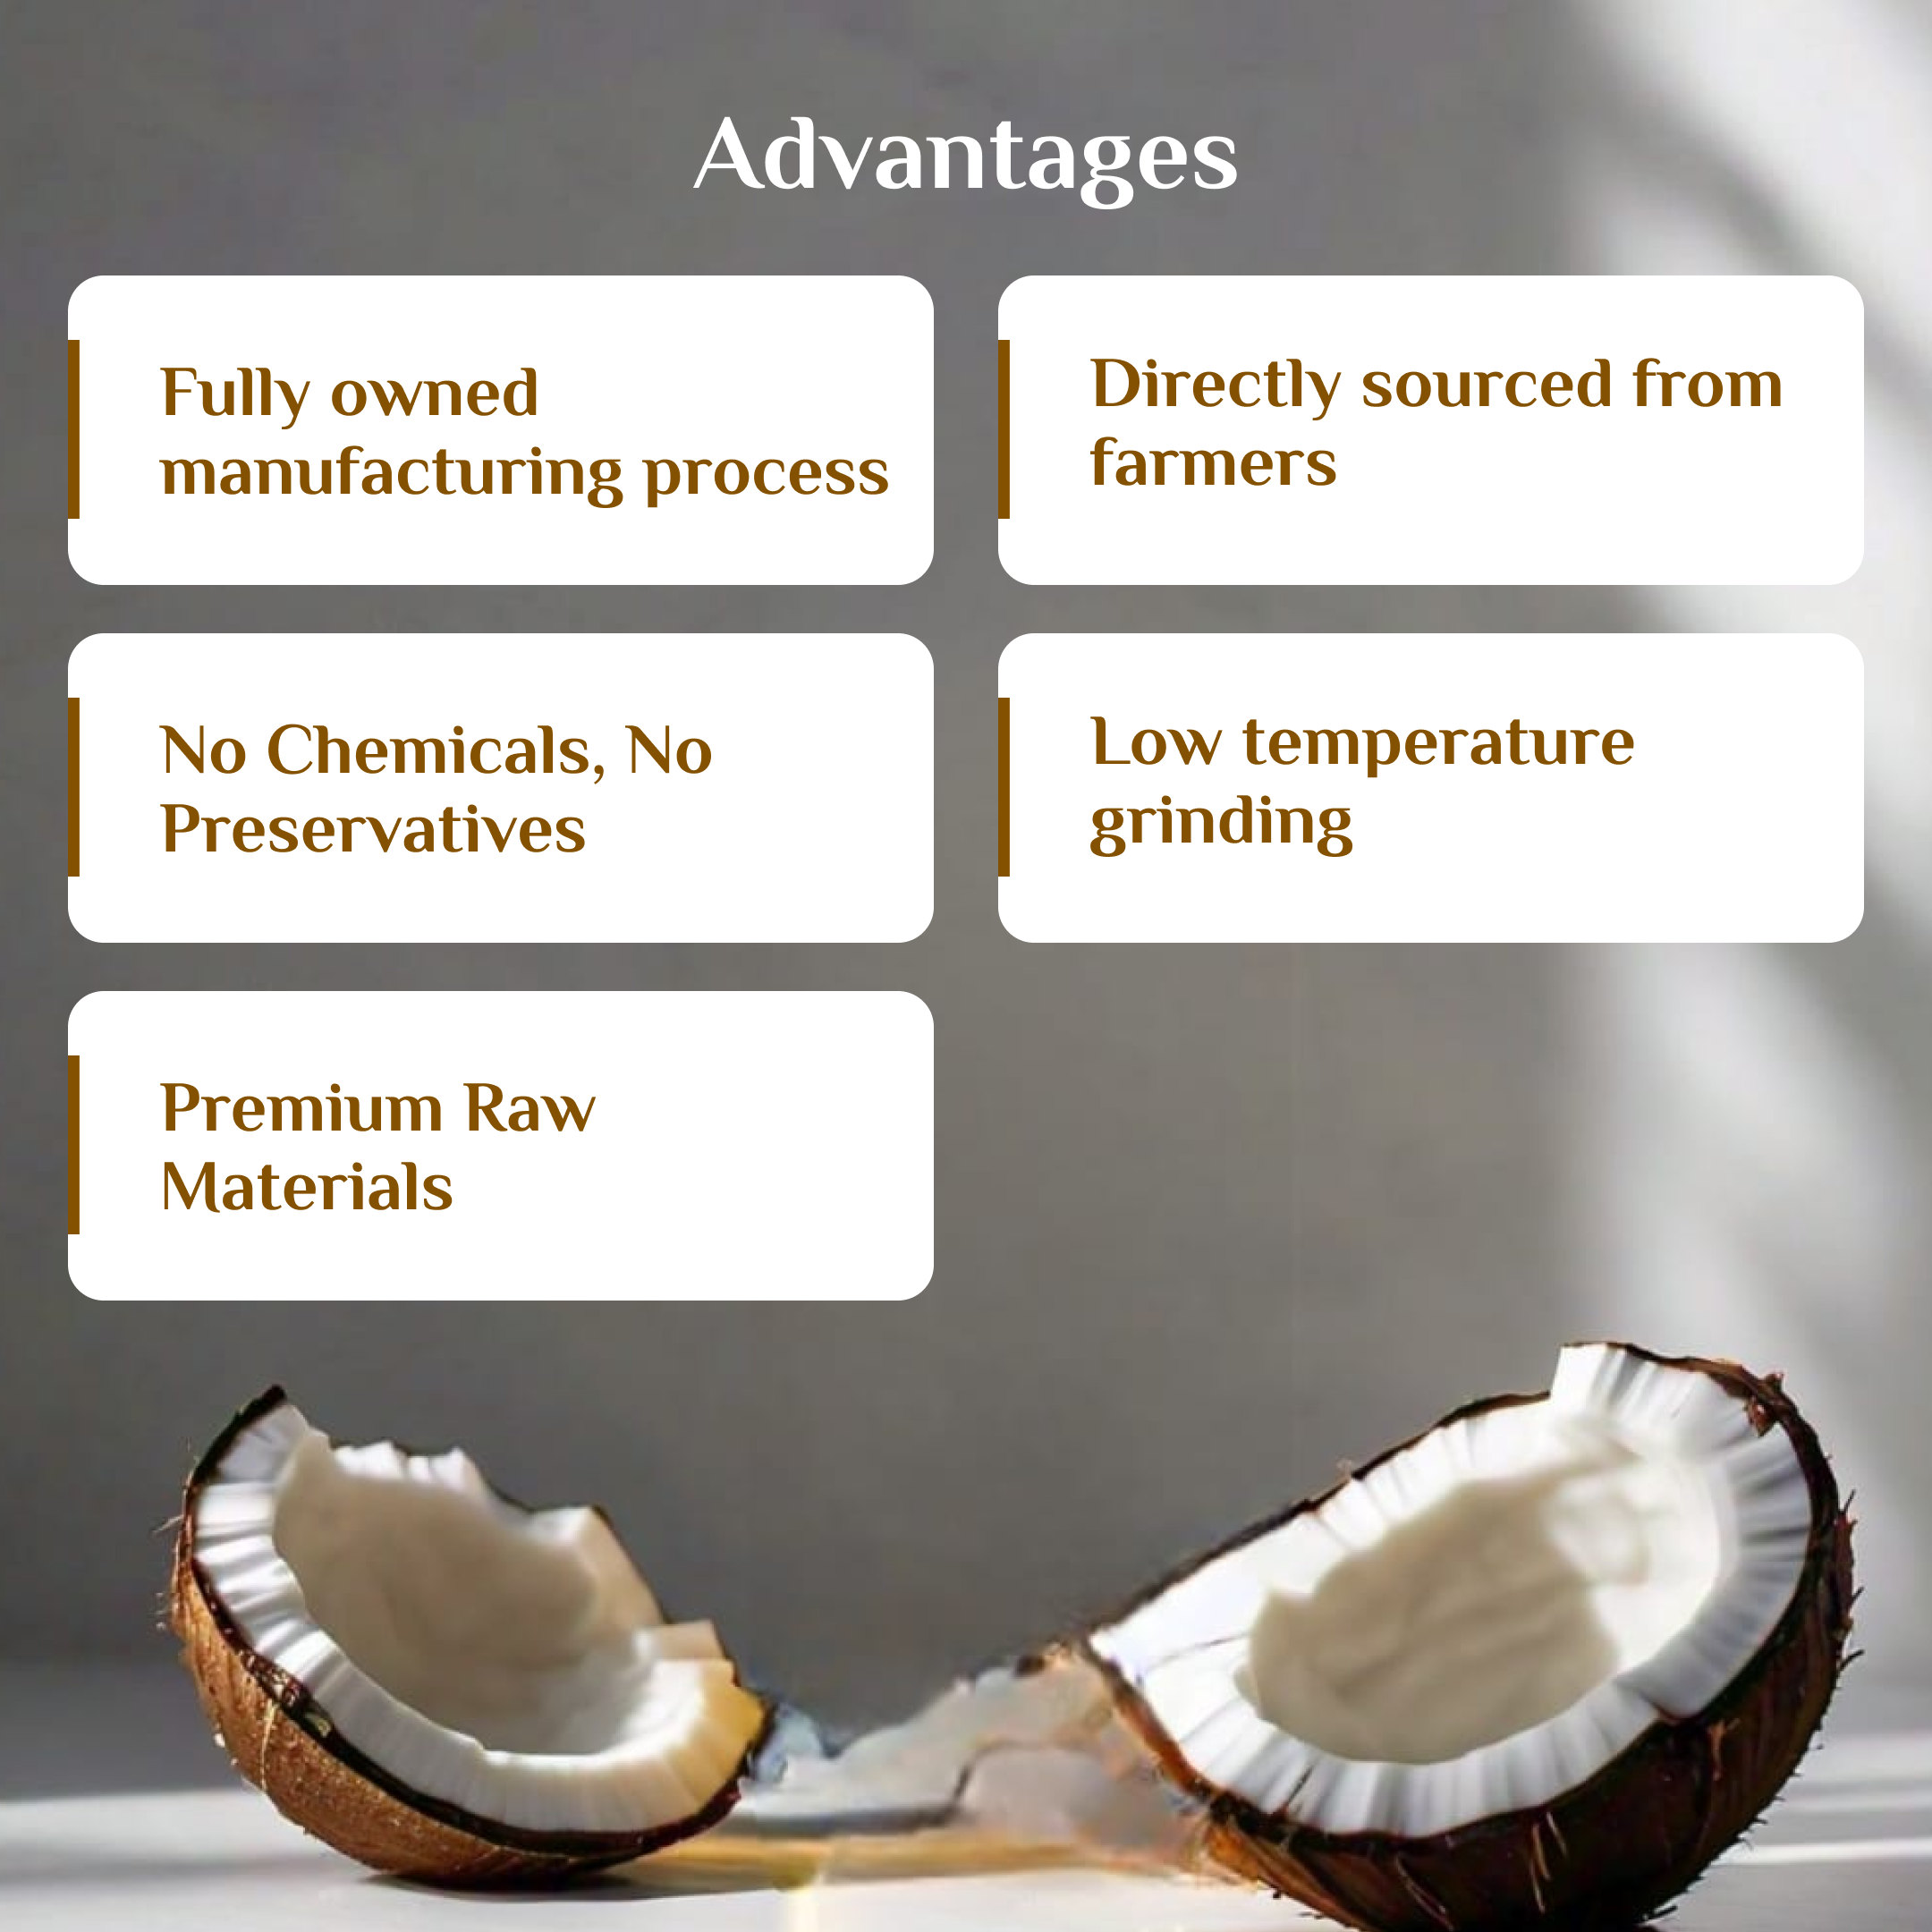 Advantages
Fully owned
manufacturing process
Directly sourced from
farmers
No Chemicals, No
Preservatives
Low temperature
grinding
Premium Raw
Materials